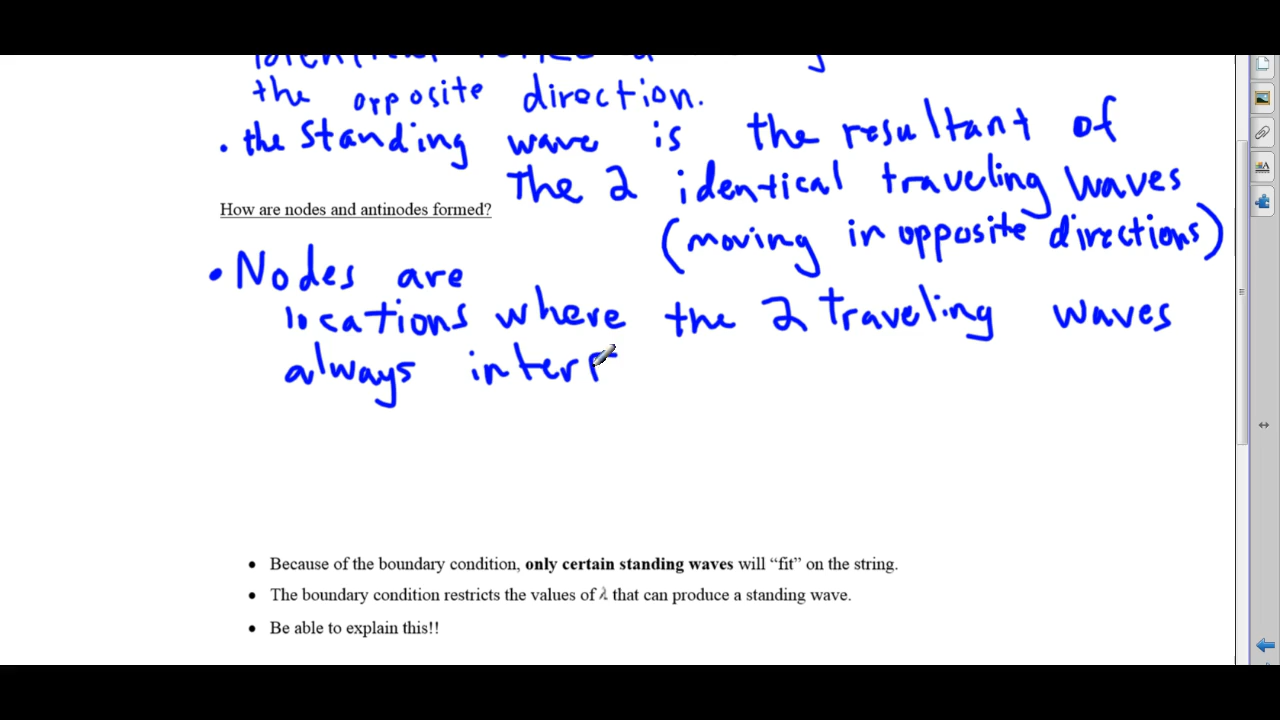 the opposite direction.
• the standing wave is the resultant of
The 2 identical traveling waves
How are nodes and antinodes formed?
(moving in opposite directions)
• Nodes are
locations where the 2 traveling waves
always interf
• Because of the boundary condition, only certain standing waves will “fit” on the string.
• The boundary condition restricts the values of λ that can produce a standing wave.
• Be able to explain this!!